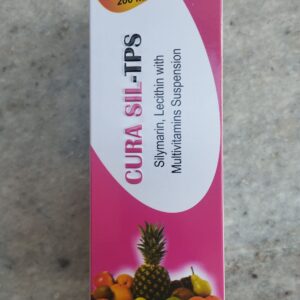 CURA SIL-TPS
Silymarin, Lecithin with
Multivitamins Suspension